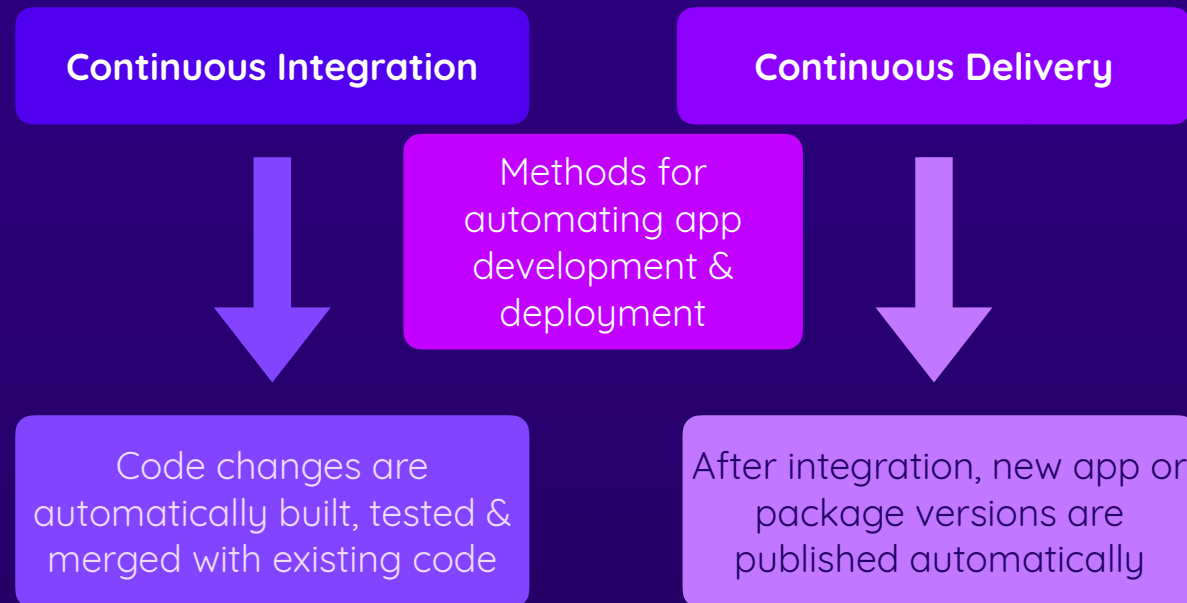 Continuous Integration
Continuous Delivery
Methods for
automating app
development &
deployment
Code changes are
automatically built, tested &
merged with existing code
After integration, new app or
package versions are
published automatically